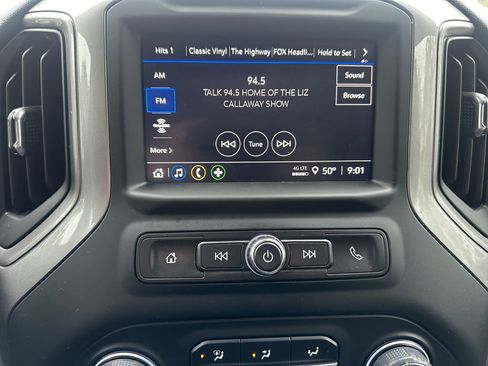 Hits 1 Classic Vinyl The Highway FOX Headli... Hold to Set
AM
94.5
Sound
TALK 94.5 HOME OF THE LIZ
CALLAWAY SHOW
FM
Browse
Tune
More
4G LTE
50° 9:01